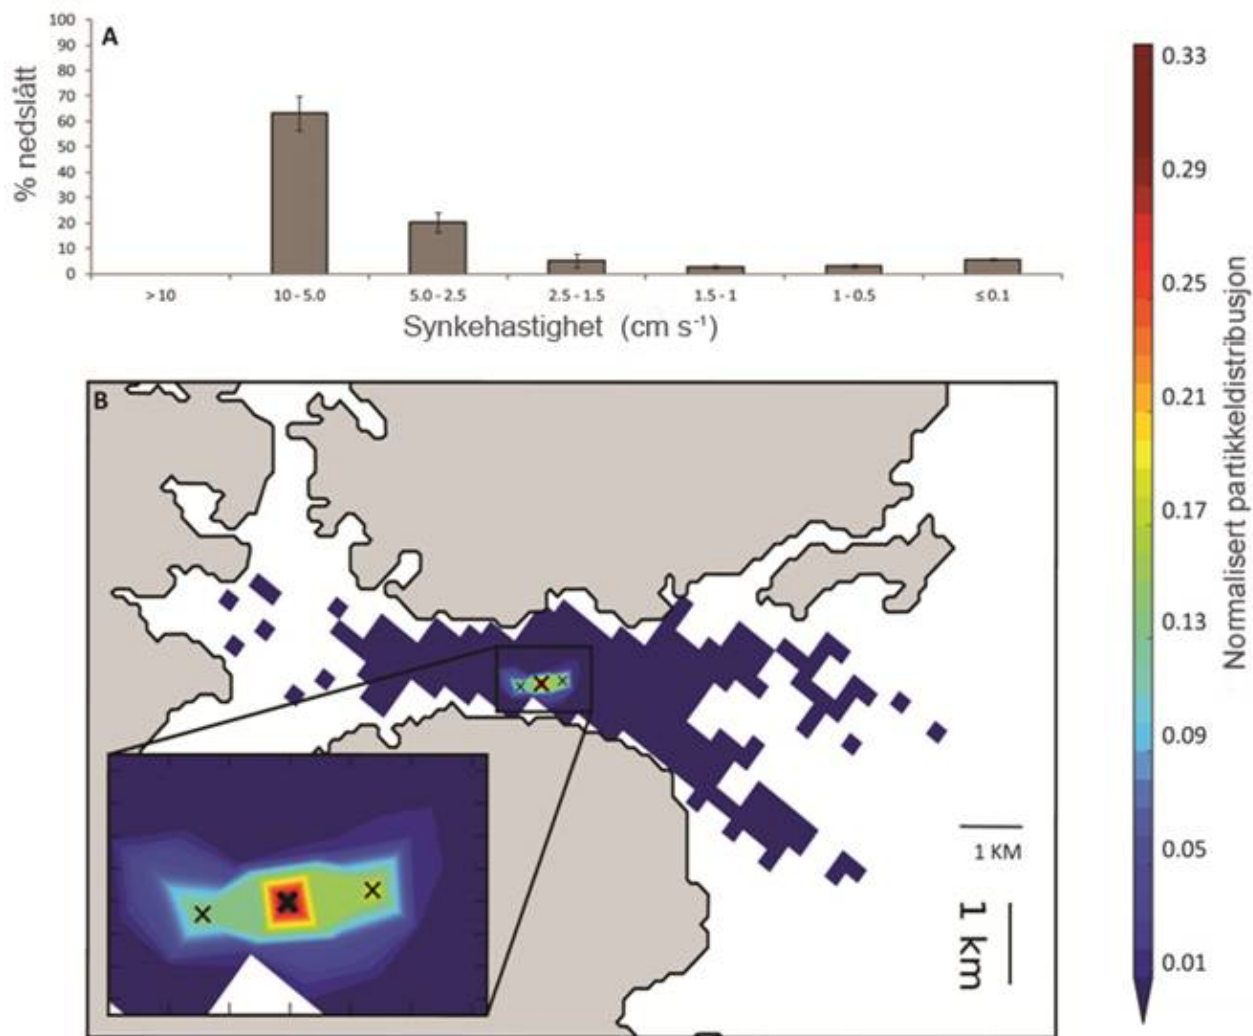 A
100
90
80
70
60
50
40
30
20
10
0
% nedslått
> 10
10 - 5.0
5.0 - 2.5
2.5 - 1.5
1.5 - 1
1 - 0.5
≤ 0.1
Synkehastighet (cm s⁻¹)
B
1 KM
1 km
0.33
0.29
0.25
0.21
0.17
0.13
0.09
0.05
0.01
Normalisert partikkeldistribusjon